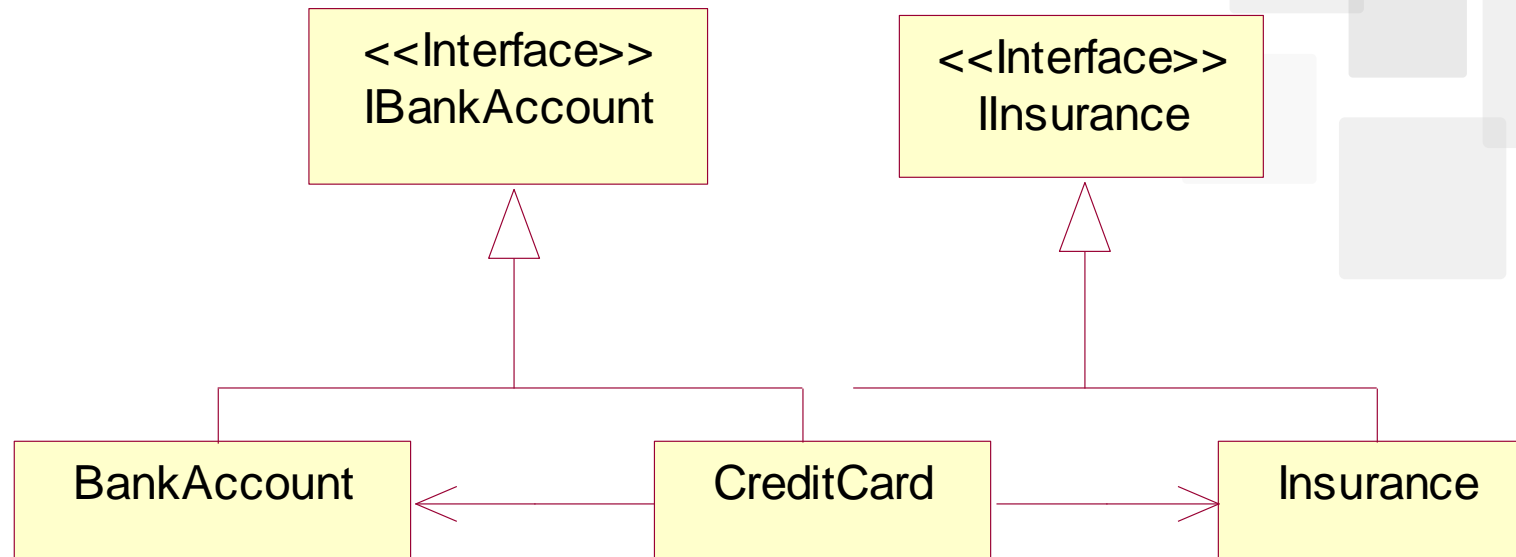 <<Interface>>
IBankAccount
<<Interface>>
IInsurance
BankAccount
CreditCard
Insurance